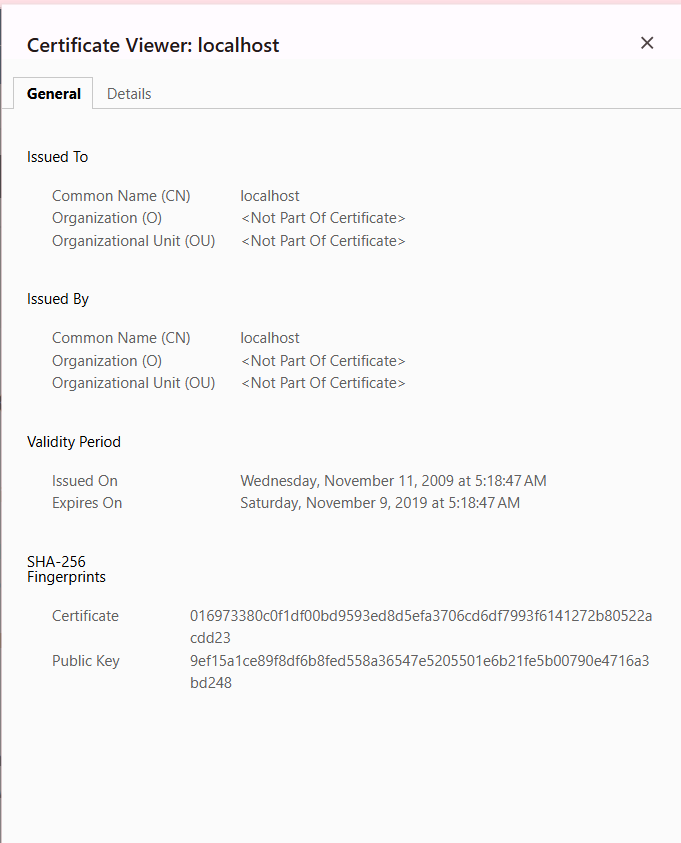 Certificate Viewer: localhost
General Details
Issued To
Common Name (CN) localhost
Organization (O) <Not Part Of Certificate>
Organizational Unit (OU) <Not Part Of Certificate>
Issued By
Common Name (CN) localhost
Organization (O) <Not Part Of Certificate>
Organizational Unit (OU) <Not Part Of Certificate>
Validity Period
Issued On Wednesday, November 11, 2009 at 5:18:47 AM
Expires On Saturday, November 9, 2019 at 5:18:47 AM
SHA-256
Fingerprints
Certificate 016973380c0f1df00bd9593ed8d5efa3706cd6df7993f6141272b80522a
cdd23
Public Key 9ef15a1ce89f8df6b8fed558a36547e5205501e6b21fe5b00790e4716a3
bd248